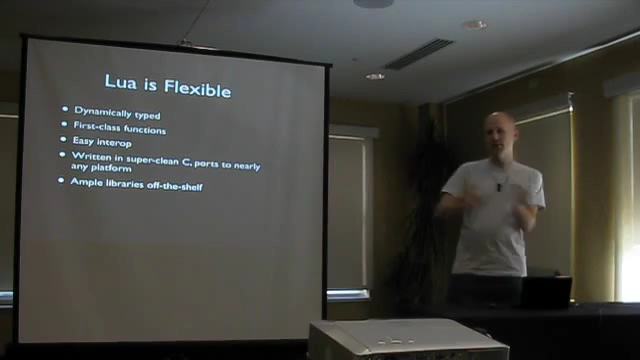 Lua is Flexible
• Dynamically typed
• First-class functions
• Easy interop
• Written in super-clean C, ports to nearly
any platform
• Ample libraries off-the-shelf